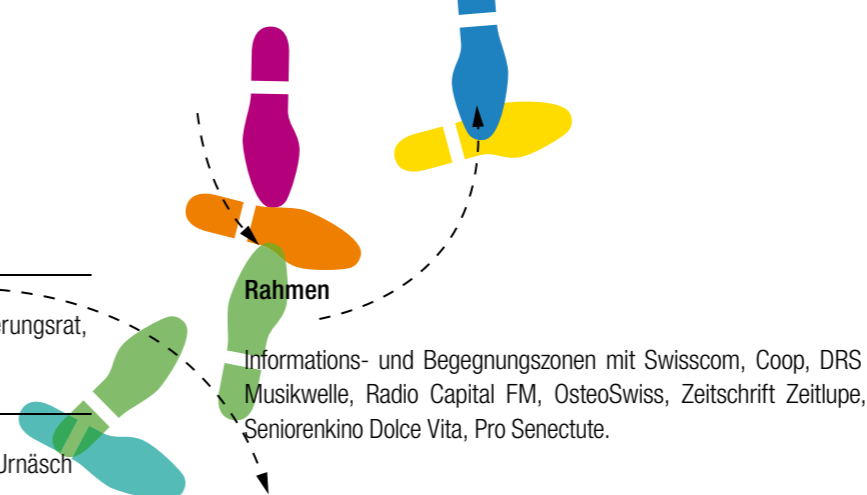 Rahmen
erungsrat,
Informations- und Begegnungszonen mit Swisscom, Coop, DRS
Musikwelle, Radio Capital FM, OsteoSwiss, Zeitschrift Zeitlupe,
Seniorenkino Dolce Vita, Pro Senectute.
Urnäsch